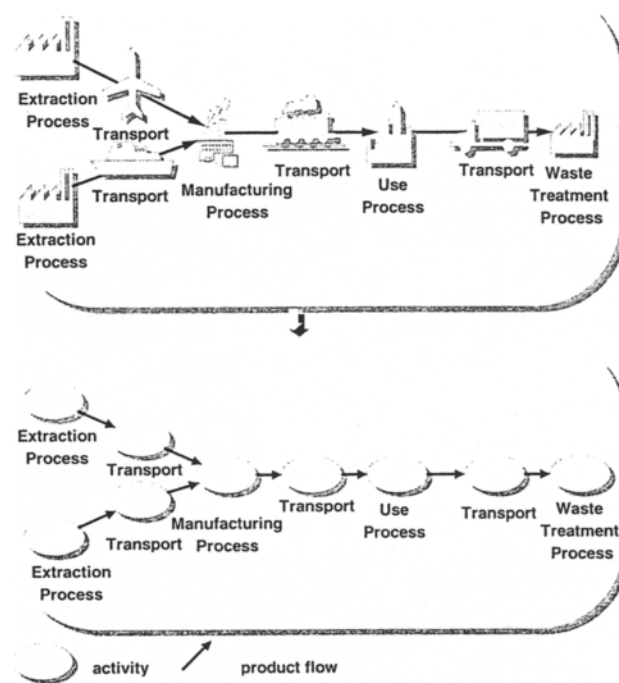 Extraction
Process
Transport
Transport
Extraction
Process
Manufacturing
Process
Transport
Use
Process
Transport
Waste
Treatment
Process
Extraction
Process
Transport
Transport
Extraction
Process
Manufacturing
Process
Transport
Use
Process
Transport
Waste
Treatment
Process
activity
product flow